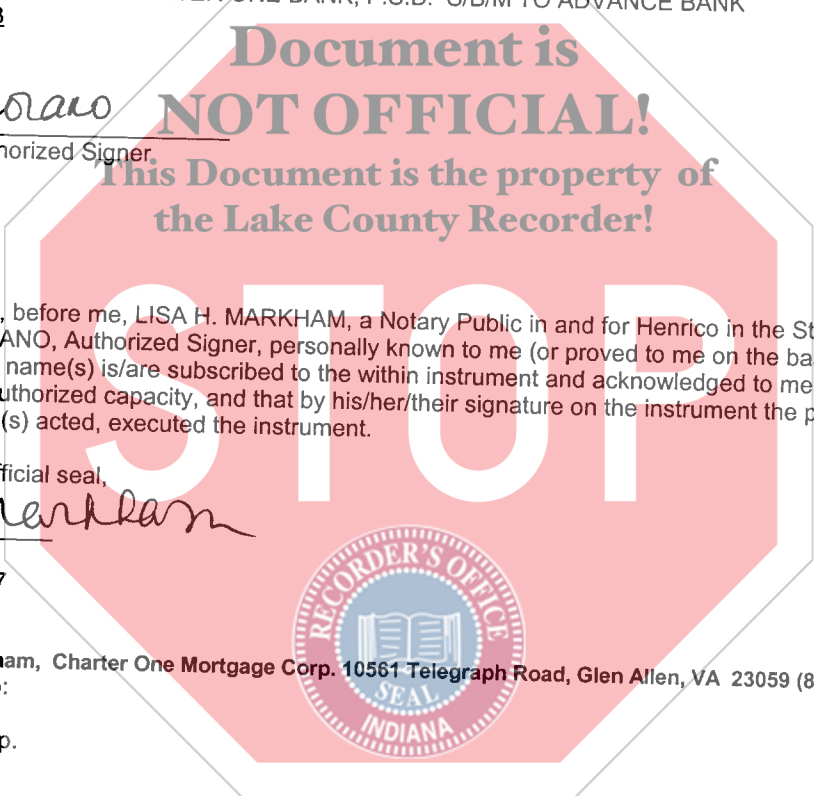 ONE BANK, F.S.B. S/B/M TO ADVANCE BANK
Document is
NOT OFFICIAL!
horized Signer
This Document is the property of
the Lake County Recorder!
STOP
, before me, LISA H. MARKHAM, a Notary Public in and for Henrico in the St
ANO, Authorized Signer, personally known to me (or proved to me on the ba
name(s) is/are subscribed to the within instrument and acknowledged to me
uthorized capacity, and that by his/her/their signature on the instrument the p
(s) acted, executed the instrument.
ficial seal,
arkham
7
RECORDER'S OFFICE
SEAL
INDIANA
am, Charter One Mortgage Corp. 10561 Telegraph Road, Glen Allen, VA 23059 (8
:
p.